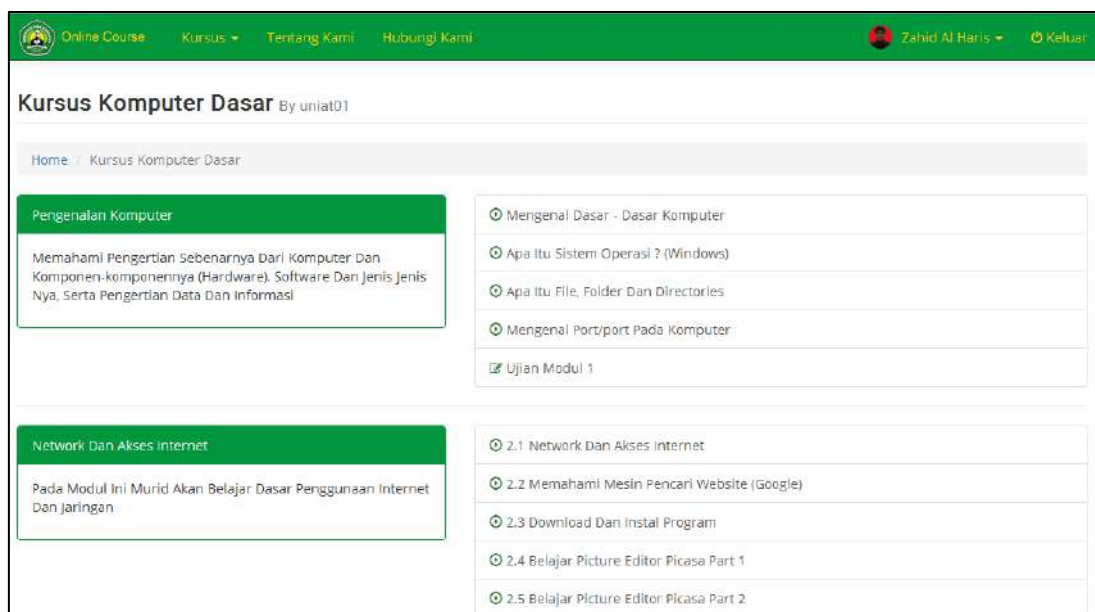 Online Course Kursus Tentang Kami Hubungi Kami Zahid Al Haris Keluar
Kursus Komputer Dasar By uniat01
Home / Kursus Komputer Dasar
Pengenalan Komputer
Memahami Pengertian Sebenarnya Dari Komputer Dan
Komponen-komponennya (Hardware). Software Dan Jenis Jenis
Nya, Serta Pengertian Data Dan Informasi
Mengenal Dasar - Dasar Komputer
Apa Itu Sistem Operasi ? (Windows)
Apa Itu File, Folder Dan Directories
Mengenal Port/port Pada Komputer
Ujian Modul 1
Network Dan Akses Internet
Pada Modul Ini Murid Akan Belajar Dasar Penggunaan Internet
Dan Jaringan
2.1 Network Dan Akses Internet
2.2 Memahami Mesin Pencari Website (Google)
2.3 Download Dan Instal Program
2.4 Belajar Picture Editor Picasa Part 1
2.5 Belajar Picture Editor Picasa Part 2